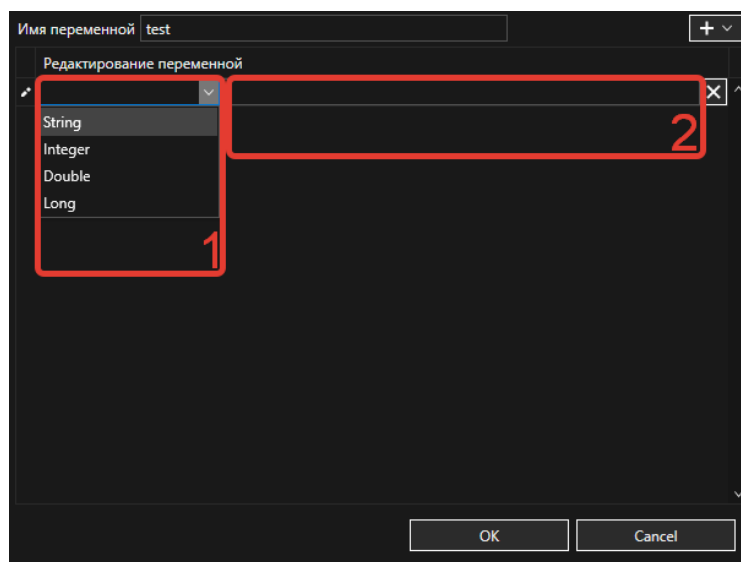 Имя переменной test
Редактирование переменной
String
Integer
Double
Long
1
2
OK Cancel